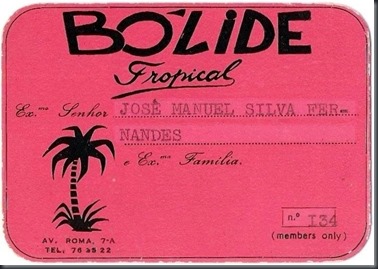 BÓLIDE
Tropical
Ex.mo Senhor JOSÉ MANUEL SILVA FER-
NANDES
e Ex.ma Família.
n.º 134
(members only)
AV. ROMA, 7-A
TEL. 76 35 22